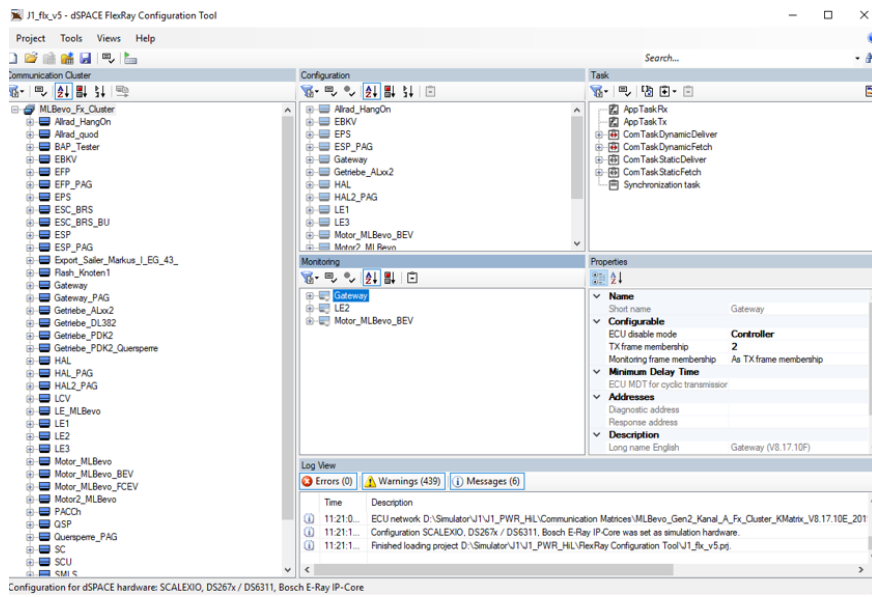 J1_flx_v5 - dSPACE FlexRay Configuration Tool
Project Tools Views Help
Search...
Communication Cluster
MLBevo_Fx_Cluster
Allrad_HangOn
Allrad_quod
BAP_Tester
EBKV
EFP
EFP_PAG
EPS
ESC_BRS
ESC_BRS_BU
ESP
ESP_PAG
Export_Sailer_Markus_I_EG_43_
Flash_Knoten1
Gateway
Gateway_PAG
Getriebe_ALxx2
Getriebe_DL382
Getriebe_PDK2
Getriebe_PDK2_Quersperre
HAL
HAL_PAG
HAL2_PAG
LCV
LE_MLBevo
LE1
LE2
LE3
Motor_MLBevo
Motor_MLBevo_BEV
Motor_MLBevo_FCEV
Motor2_MLBevo
PACCh
QSP
Quersperre_PAG
SC
SCU
SMLS
Configuration
Allrad_HangOn
EBKV
EPS
ESP_PAG
Gateway
Getriebe_ALxx2
HAL
HAL2_PAG
LE1
LE3
Motor_MLBevo_BEV
Motor2_MLBevo
Task
AppTaskRx
AppTaskTx
ComTaskDynamicDeliver
ComTaskDynamicFetch
ComTaskStaticDeliver
ComTaskStaticFetch
Synchronization task
Monitoring
Gateway
LE2
Motor_MLBevo_BEV
Properties
Name
Short name Gateway
Configurable
ECU disable mode Controller
TX frame membership 2
Monitoring frame membership As TX frame membership
Minimum Delay Time
ECU MDT for cyclic transmission
Addresses
Diagnostic address
Response address
Description
Long name English Gateway (V8.17.10F)
Log View
Errors (0) Warnings (439) Messages (6)
Time Description
11:21:0... ECU network D:\Simulator\J1\J1_PWR_HiL\Communication Matrices\MLBevo_Gen2_Kanal_A_Fx_Cluster_KMatrix_V8.17.10E_201
11:21:1... Configuration SCALEXIO, DS267x / DS6311, Bosch E-Ray IP-Core was set as simulation hardware.
11:21:1... Finished loading project D:\Simulator\J1\J1_PWR_HiL\FlexRay Configuration Tool\J1_flx_v5.prj.
Configuration for dSPACE hardware: SCALEXIO, DS267x / DS6311, Bosch E-Ray IP-Core